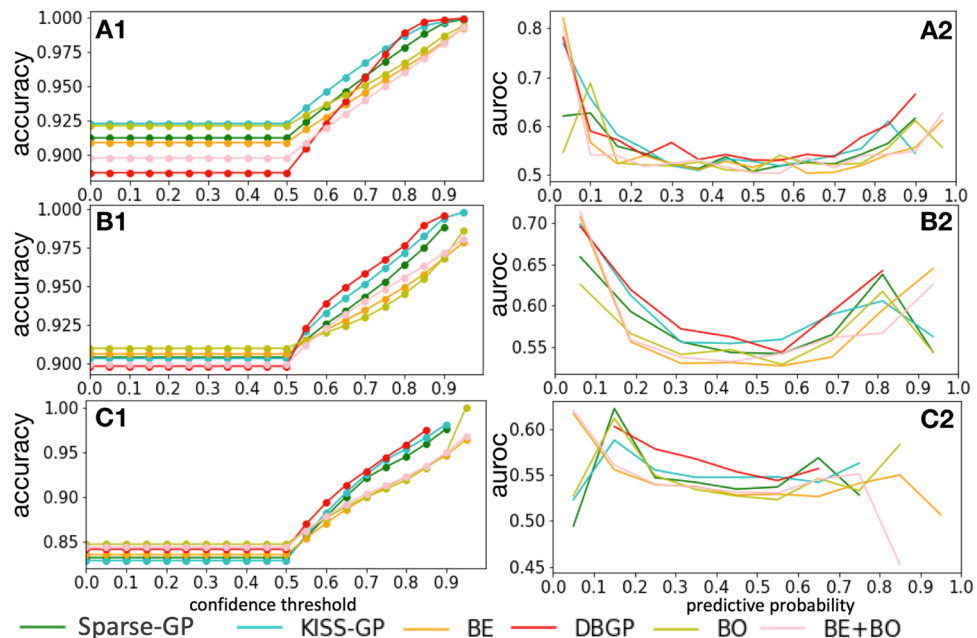 A1
accuracy
1.000
0.975
0.950
0.925
0.900
0.0 0.1 0.2 0.3 0.4 0.5 0.6 0.7 0.8 0.9
A2
auroc
0.8
0.7
0.6
0.5
0.0 0.1 0.2 0.3 0.4 0.5 0.6 0.7 0.8 0.9 1.0
B1
accuracy
1.000
0.975
0.950
0.925
0.900
0.0 0.1 0.2 0.3 0.4 0.5 0.6 0.7 0.8 0.9
B2
auroc
0.70
0.65
0.60
0.55
0.0 0.1 0.2 0.3 0.4 0.5 0.6 0.7 0.8 0.9 1.0
C1
accuracy
1.00
0.95
0.90
0.85
0.0 0.1 0.2 0.3 0.4 0.5 0.6 0.7 0.8 0.9
confidence threshold
C2
auroc
0.60
0.55
0.50
0.45
0.0 0.1 0.2 0.3 0.4 0.5 0.6 0.7 0.8 0.9 1.0
predictive probability
Sparse-GP KISS-GP BE DBGP BO BE+BO